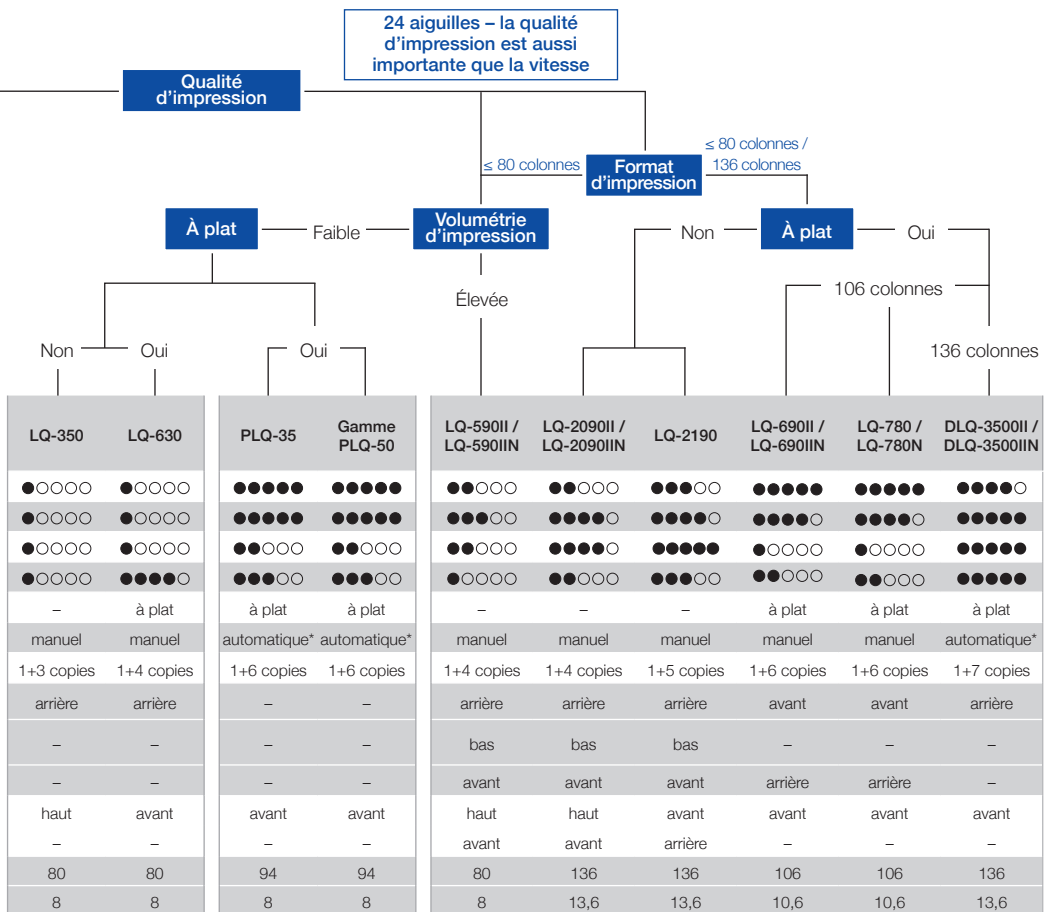 24 aiguilles – la qualité
d'impression est aussi
importante que la vitesse
Qualité
d'impression
≤ 80 colonnes
Format
d'impression
≤ 80 colonnes /
136 colonnes
À plat
Faible
Volumétrie
d'impression
Non
À plat
Oui
Élevée
106 colonnes
Non
Oui
Oui
136 colonnes
LQ-350
LQ-630
PLQ-35
Gamme
PLQ-50
LQ-590II /
LQ-590IIN
LQ-2090II /
LQ-2090IIN
LQ-2190
LQ-690II /
LQ-690IIN
LQ-780 /
LQ-780N
DLQ-3500II /
DLQ-3500IIN
– à plat à plat à plat – – – à plat à plat à plat
manuel manuel automatique* automatique* manuel manuel manuel manuel manuel automatique*
1+3 copies 1+4 copies 1+6 copies 1+6 copies 1+4 copies 1+4 copies 1+5 copies 1+6 copies 1+6 copies 1+7 copies
arrière arrière – – arrière arrière arrière avant avant arrière
– – – – bas bas bas – – –
– – – – avant avant avant arrière arrière –
haut avant avant avant haut haut avant avant avant avant
– – – – avant avant arrière – – –
80 80 94 94 80 136 136 106 106 136
8 8 8 8 8 13,6 13,6 10,6 10,6 13,6